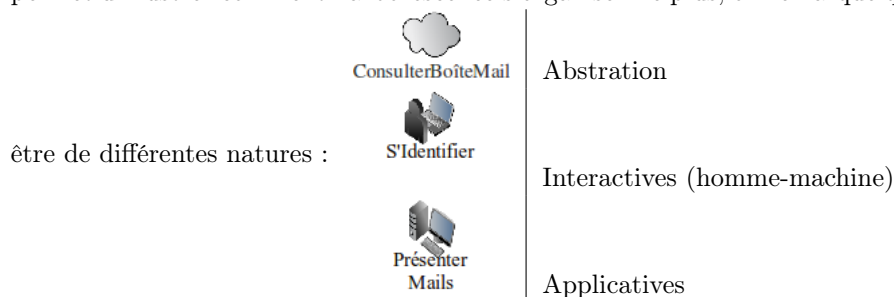 ConsulterBoîteMail
Abstration
être de différentes natures :
S'Identifier
Interactives (homme-machine)
Présenter
Mails
Applicatives